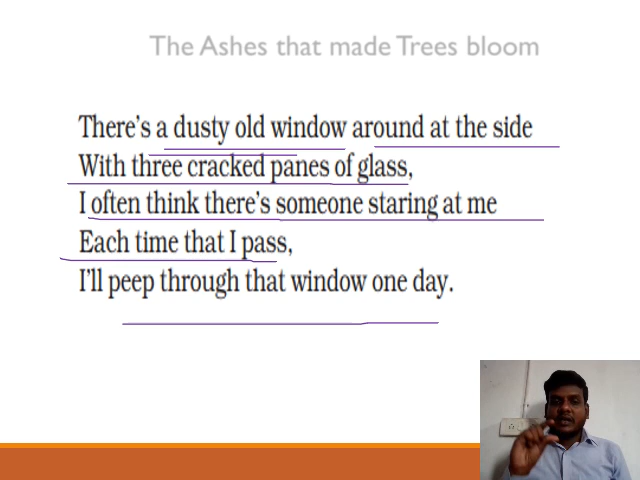 The Ashes that made Trees bloom
There's a dusty old window around at the side
With three cracked panes of glass,
I often think there's someone staring at me
Each time that I pass,
I'll peep through that window one day.